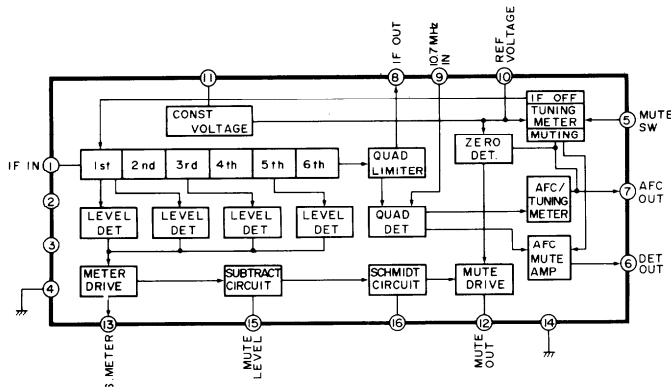 IF OUT
10.7MHz
IN
REF
VOLTAGE
11
8
9
10
CONST
VOLTAGE
IF OFF
TUNING
METER
MUTING
5
MUTE
SW
IF IN
1
1st
2nd
3rd
4th
5th
6th
QUAD
LIMITER
ZERO
DET.
2
LEVEL
DET
LEVEL
DET
LEVEL
DET
LEVEL
DET
QUAD
DET
AFC/
TUNING
METER
7
AFC
OUT
3
4
METER
DRIVE
SUBTRACT
CIRCUIT
SCHMIDT
CIRCUIT
MUTE
DRIVE
AFC
MUTE
AMP
6
DET
OUT
13
15
16
12
14
S.METER
MUTE
LEVEL
MUTE
OUT